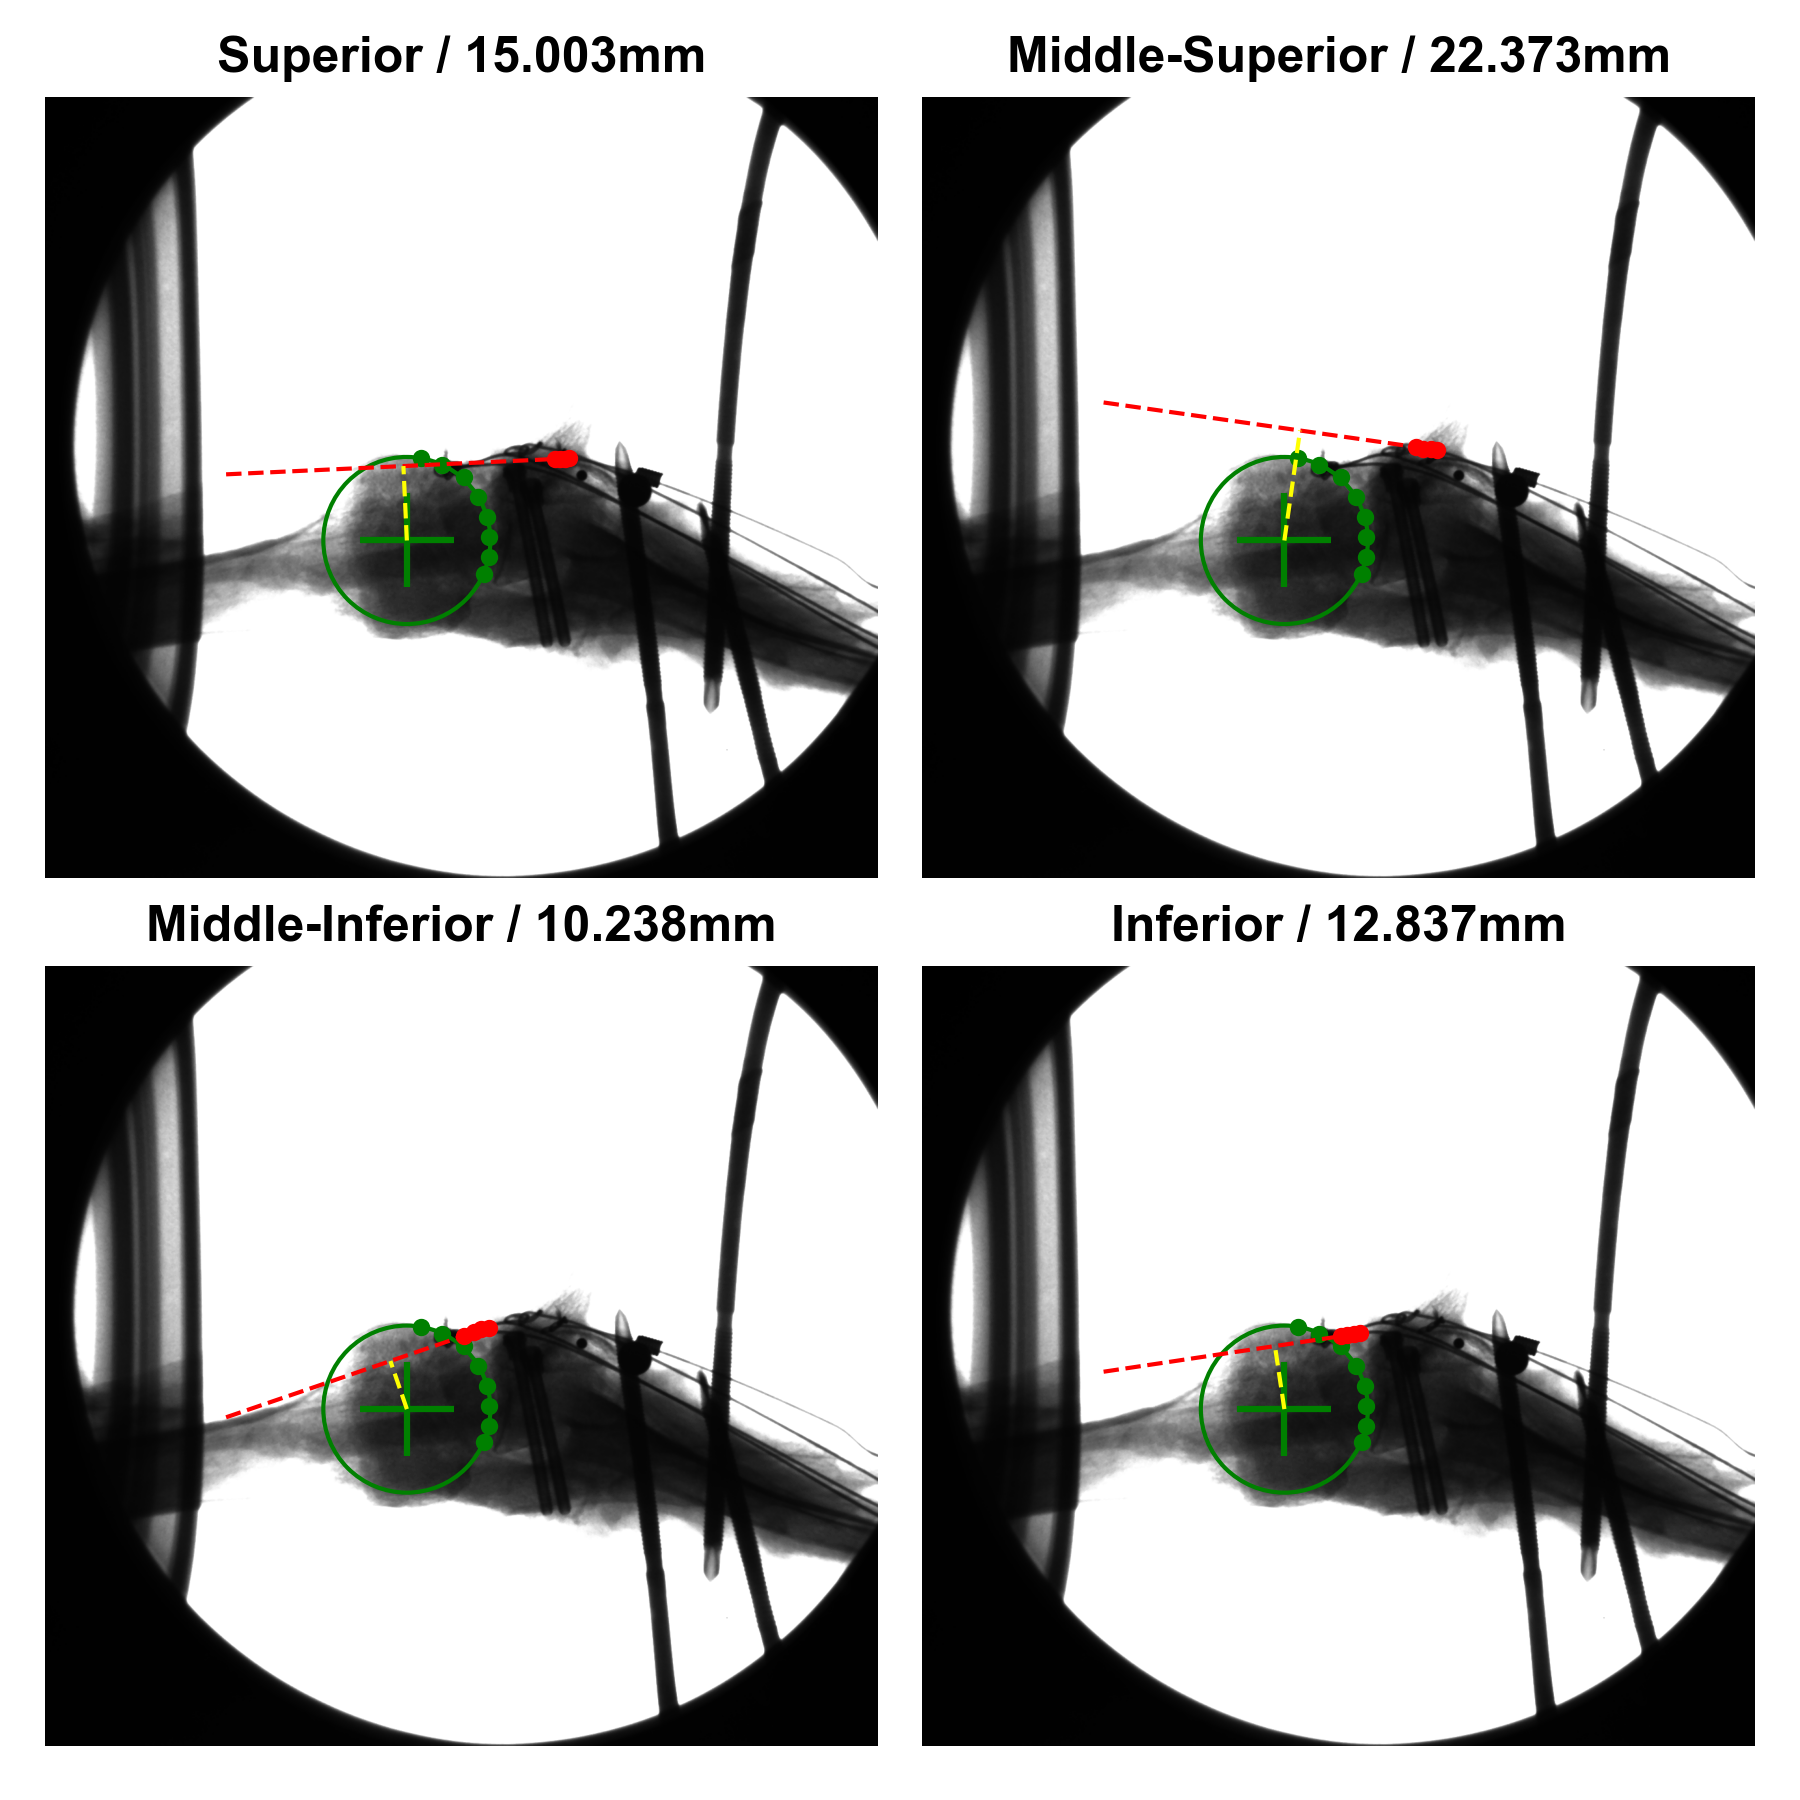 Superior / 15.003mm
Middle-Superior / 22.373mm
Middle-Inferior / 10.238mm
Inferior / 12.837mm